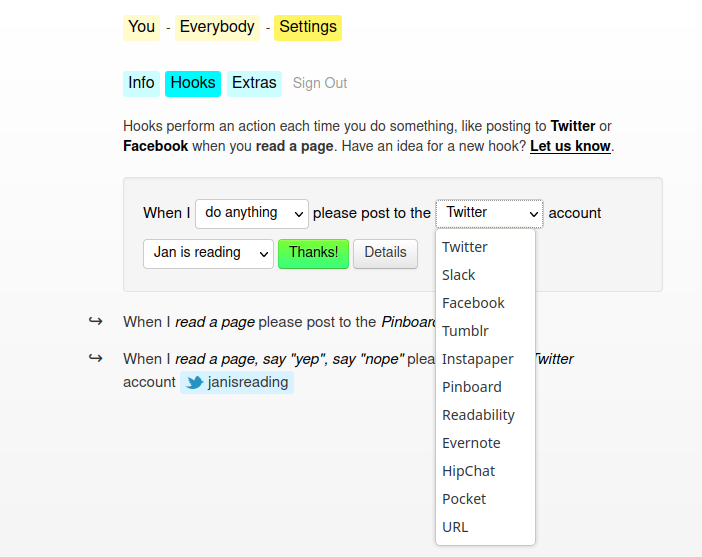 You - Everybody - Settings
Info Hooks Extras Sign Out
Hooks perform an action each time you do something, like posting to Twitter or
Facebook when you read a page. Have an idea for a new hook? Let us know.
When I do anything please post to the Twitter account
Jan is reading Thanks! Details
Twitter
Slack
Facebook
Tumblr
Instapaper
Pinboard
Readability
Evernote
HipChat
Pocket
URL
↪ When I read a page please post to the
↪ When I read a page, say "yep", say "nope" Twitter
account janisreading